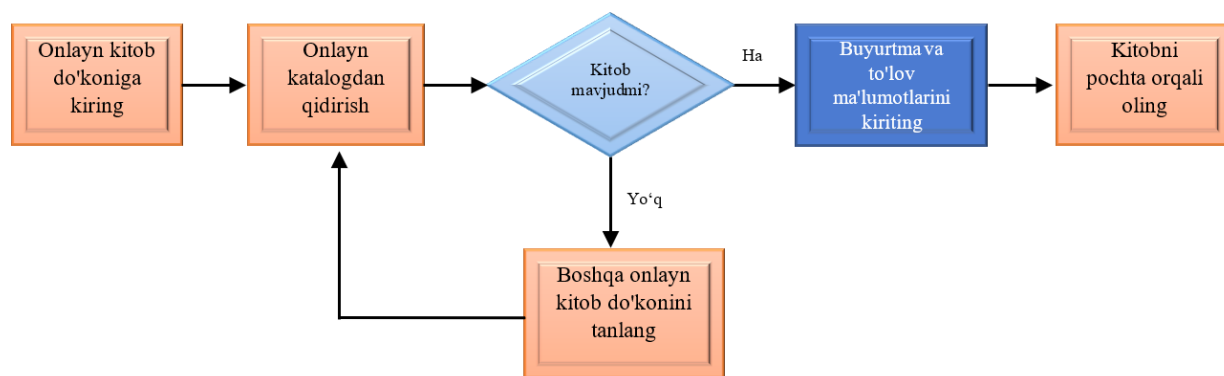 Onlayn kitob
do'koniga
kiring
Onlayn
katalogdan
qidirish
Kitob
mavjudmi?
Ha
Buyurtma va
to'lov
ma'lumotlarini
kiriting
Kitobni
pochta orqali
oling
Yo‘q
Boshqa onlayn
kitob do'konini
tanlang